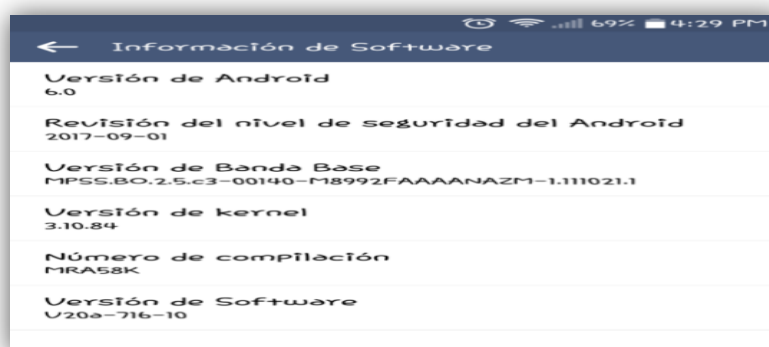 69% 4:29 PM
Información de Software
Versión de Android
6.0
Revisión del nivel de seguridad del Android
2017-09-01
Versión de Banda Base
MPSS.BO.2.5.c3-00140-M8992FAAAANAZM-1.111021.1
Versión de kernel
3.10.84
Número de compilación
MRA58K
Versión de Software
V20a-716-10